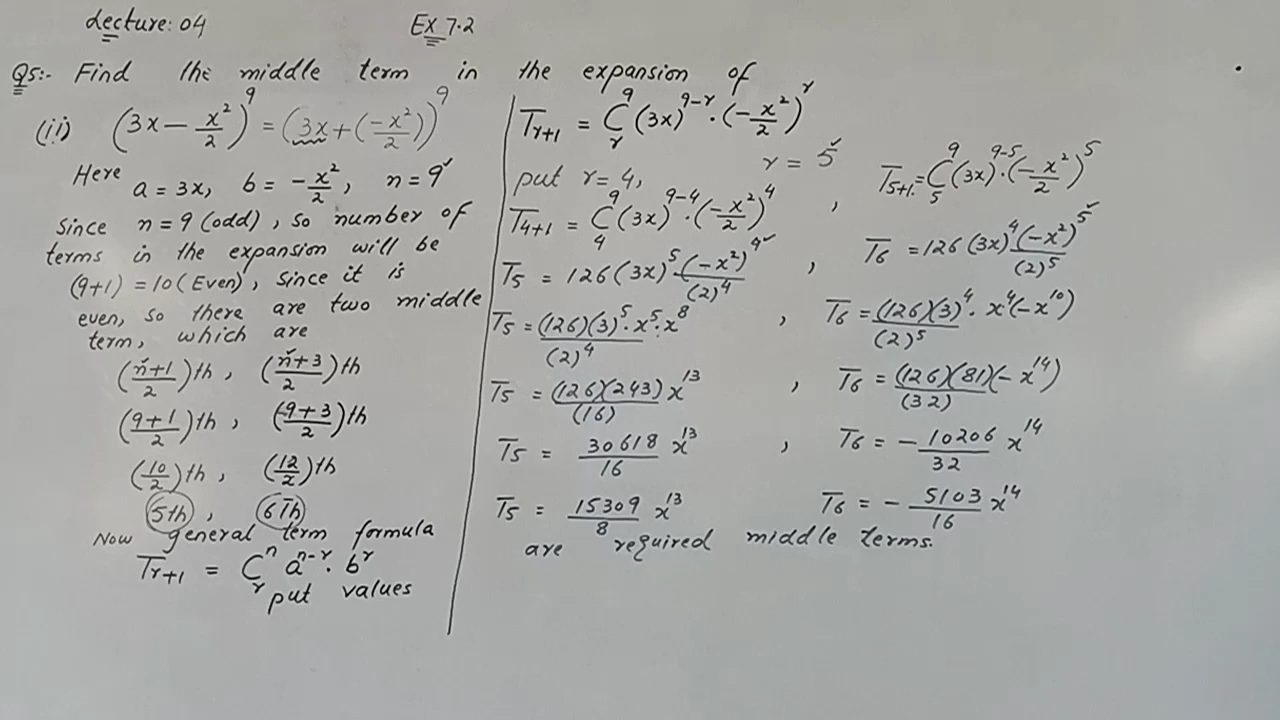 Lecture: 04 Ex 7.2
Q5:- Find the middle term in the expansion of
(ii) (3x − x²/2)⁹ = (3x + (−x²/2))⁹
Here a = 3x, b = −x²/2, n = 9
Since n = 9 (odd), so number of
terms in the expansion will be
(9+1) = 10 (Even), Since it is
even, so there are two middle
term, which are
((n+1)/2)th, ((n+3)/2)th
((9+1)/2)th, ((9+3)/2)th
(10/2)th, (12/2)th
5th, 6Th
Now general term formula
Tr+1 = Cⁿᵣ aⁿ⁻ʳ · bʳ
put values
Tr+1 = C⁹ᵣ (3x)⁹⁻ʳ · (−x²/2)ʳ
put r = 4, r = 5
T4+1 = C⁹₄ (3x)⁹⁻⁴ · (−x²/2)⁴ , T5+1 = C⁹₅ (3x)⁹⁻⁵ · (−x²/2)⁵
T5 = 126 (3x)⁵ (−x²)⁴/(2)⁴ , T6 = 126 (3x)⁴ (−x²)⁵/(2)⁵
T5 = (126)(3)⁵ · x⁵ · x⁸/(2)⁴ , T6 = (126)(3)⁴/(2)⁵ · x⁴(−x¹⁰)
T5 = (126)(243)/(16) x¹³ , T6 = (126)(81)(−x¹⁴)/(32)
T5 = 30618/16 x¹³ , T6 = − 10206/32 x¹⁴
T5 = 15309/8 x¹³ T6 = − 5103/16 x¹⁴
are required middle terms.